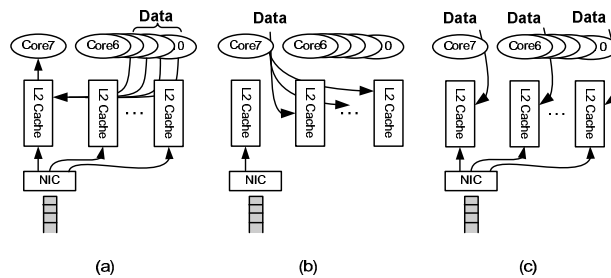 Data
Core7
Core6
0
L2 Cache
L2 Cache
...
L2 Cache
NIC
(a)
Data
Core7
Core6
0
L2 Cache
L2 Cache
...
L2 Cache
NIC
(b)
Data
Data
Data
Core7
Core6
0
L2 Cache
L2 Cache
...
L2 Cache
NIC
(c)